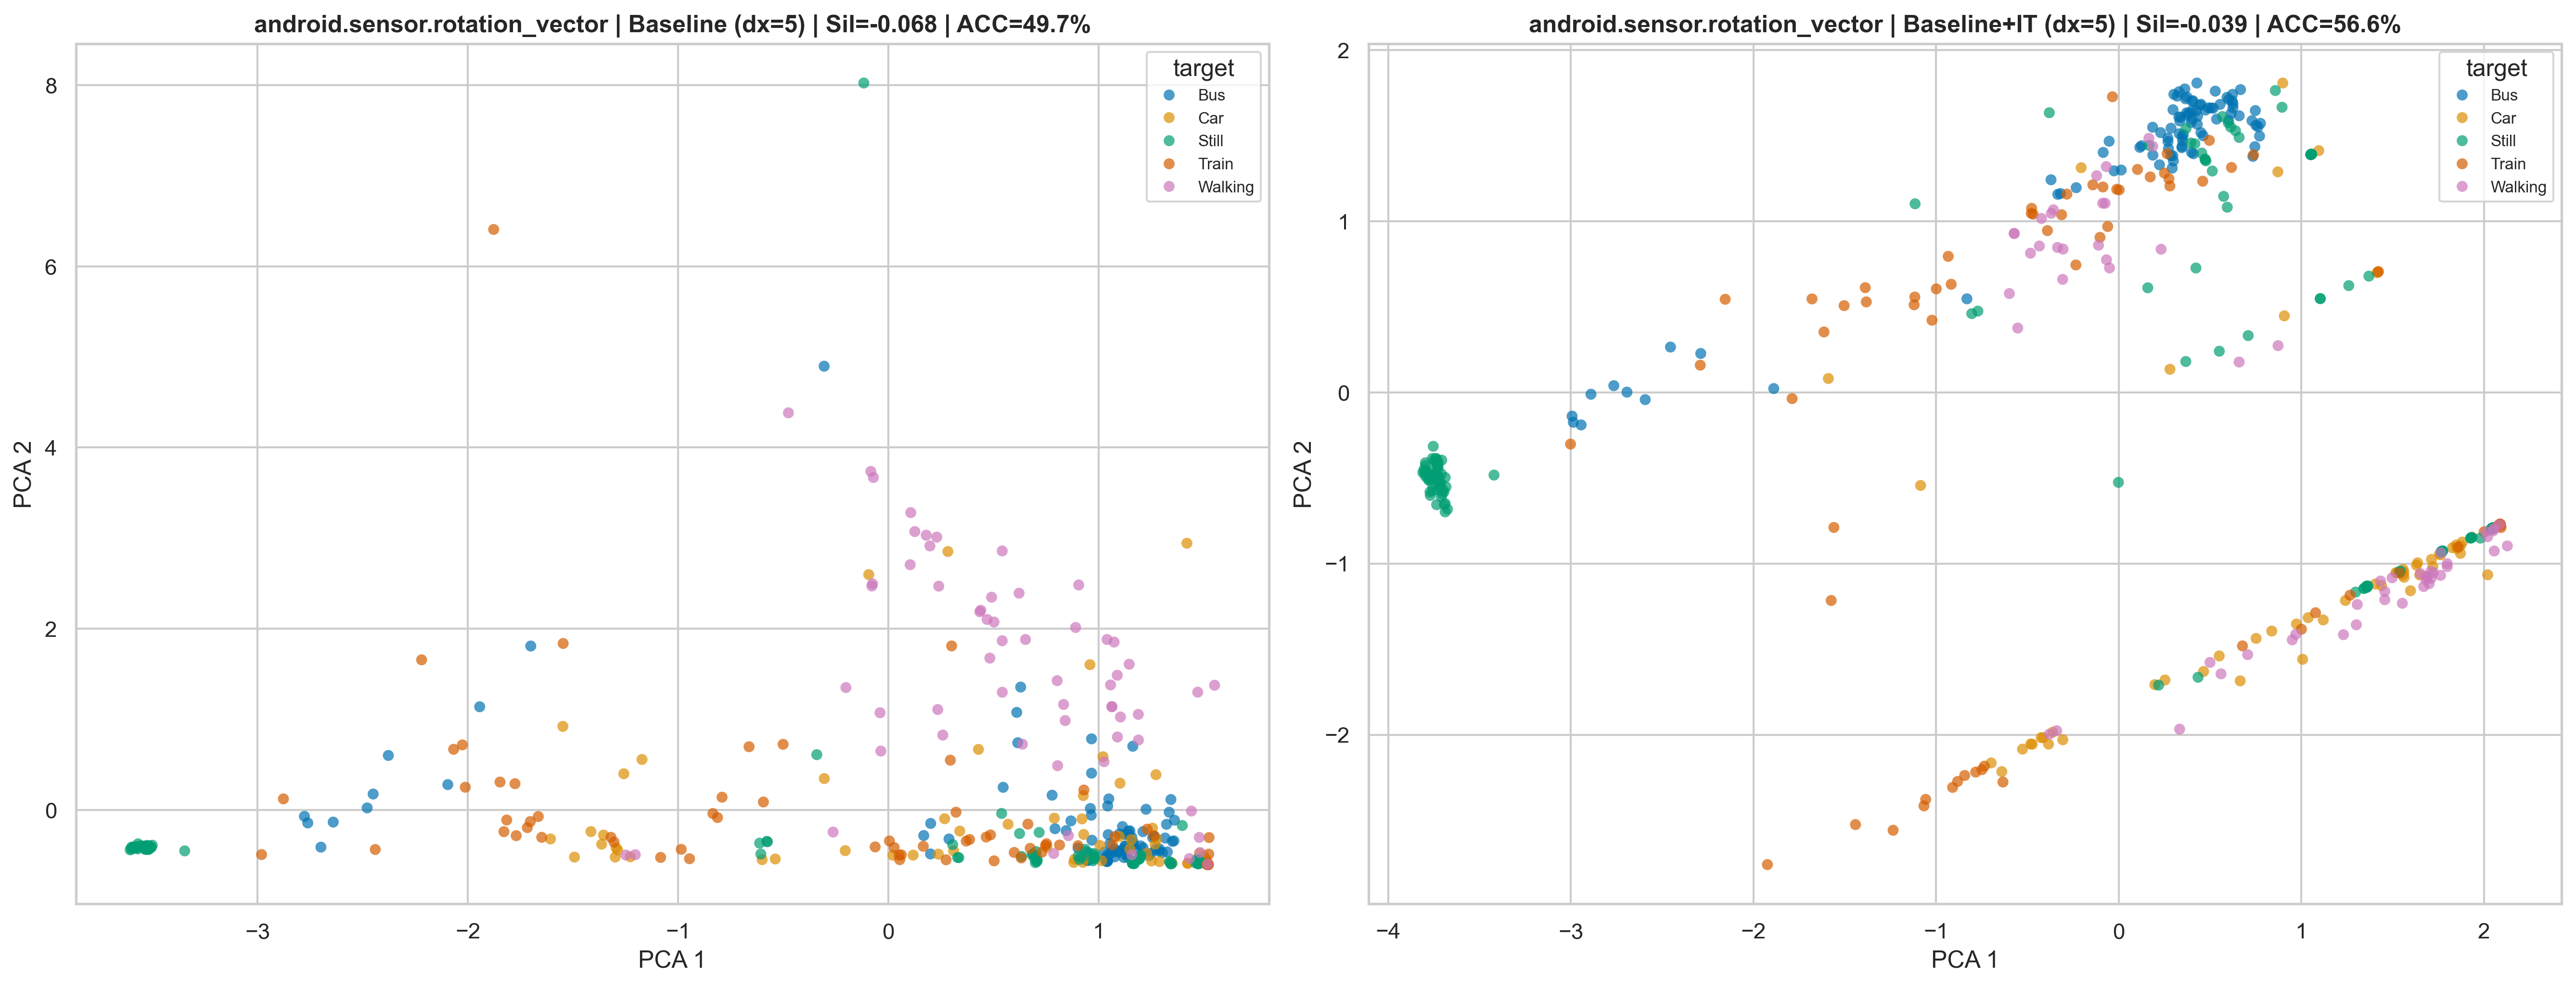 android.sensor.rotation_vector | Baseline (dx=5) | Sil=-0.068 | ACC=49.7%
8
6
4
2
0
PCA 2
−3
−2
−1
0
1
PCA 1
target
Bus
Car
Still
Train
Walking
android.sensor.rotation_vector | Baseline+IT (dx=5) | Sil=-0.039 | ACC=56.6%
2
1
0
−1
−2
PCA 2
−4
−3
−2
−1
0
1
2
PCA 1
target
Bus
Car
Still
Train
Walking